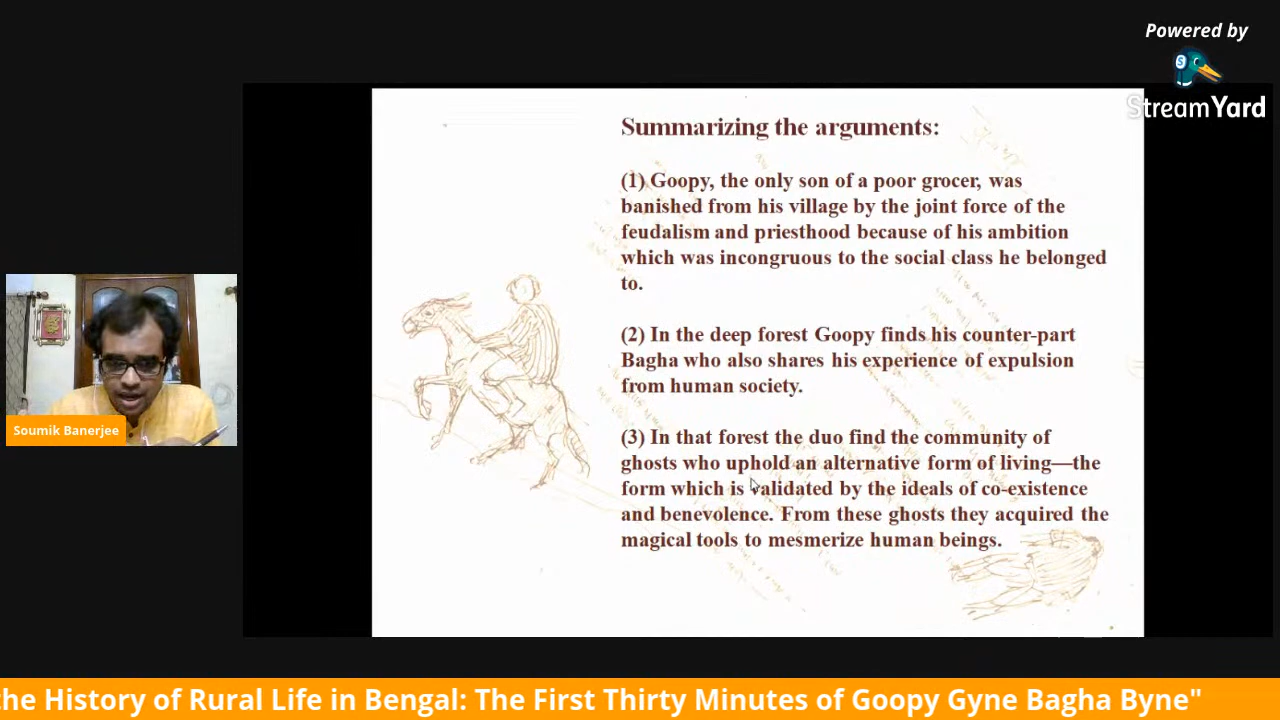 Powered by
StreamYard
Summarizing the arguments:
(1) Goopy, the only son of a poor grocer, was
banished from his village by the joint force of the
feudalism and priesthood because of his ambition
which was incongruous to the social class he belonged
to.
(2) In the deep forest Goopy finds his counter-part
Bagha who also shares his experience of expulsion
from human society.
(3) In that forest the duo find the community of
ghosts who uphold an alternative form of living—the
form which is validated by the ideals of co-existence
and benevolence. From these ghosts they acquired the
magical tools to mesmerize human beings.
Soumik Banerjee
the History of Rural Life in Bengal: The First Thirty Minutes of Goopy Gyne Bagha Byne"